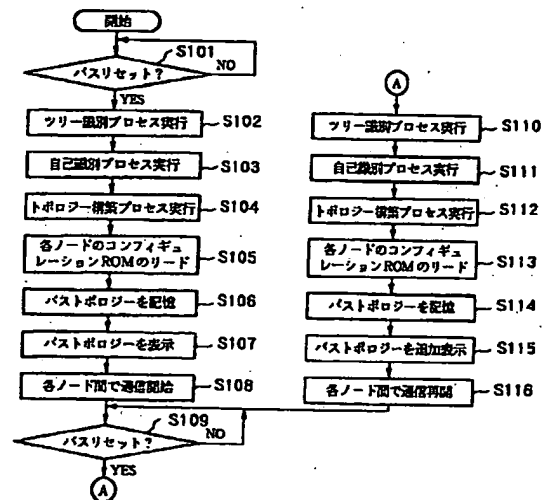 開始
S101
バスリセット?
NO
YES
ツリー識別プロセス実行
S102
自己識別プロセス実行
S103
トポロジー構築プロセス実行
S104
各ノードのコンフィギュ
レーションROMのリード
S105
バストポロジーを記憶
S106
バストポロジーを表示
S107
各ノード間で通信開始
S108
S109
バスリセット?
NO
YES
A
A
ツリー識別プロセス実行
S110
自己識別プロセス実行
S111
トポロジー構築プロセス実行
S112
各ノードのコンフィギュ
レーションROMのリード
S113
バストポロジーを記憶
S114
バストポロジーを追加表示
S115
各ノード間で通信再開
S116